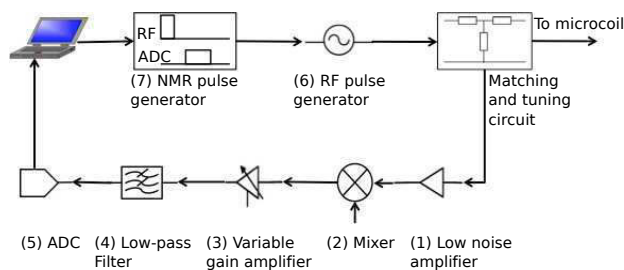 To microcoil
RF
ADC
(7) NMR pulse
generator
(6) RF pulse
generator
Matching
and tuning
circuit
(5) ADC
(4) Low-pass
Filter
(3) Variable
gain amplifier
(2) Mixer
(1) Low noise
amplifier